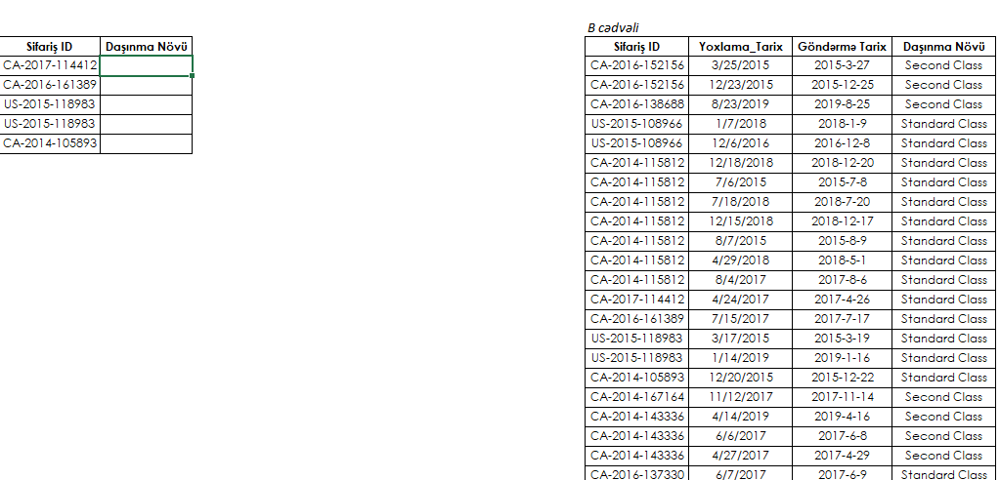 B cədvəli
Sifariş ID Daşınma Növü
CA-2017-114412
CA-2016-161389
US-2015-118983
US-2015-118983
CA-2014-105893
Sifariş ID Yoxlama_Tarix Göndərmə Tarix Daşınma Növü
CA-2016-152156 3/25/2015 2015-3-27 Second Class
CA-2016-152156 12/23/2015 2015-12-25 Second Class
CA-2016-138688 8/23/2019 2019-8-25 Second Class
US-2015-108966 1/7/2018 2018-1-9 Standard Class
US-2015-108966 12/6/2016 2016-12-8 Standard Class
CA-2014-115812 12/18/2018 2018-12-20 Standard Class
CA-2014-115812 7/6/2015 2015-7-8 Standard Class
CA-2014-115812 7/18/2018 2018-7-20 Standard Class
CA-2014-115812 12/15/2018 2018-12-17 Standard Class
CA-2014-115812 8/7/2015 2015-8-9 Standard Class
CA-2014-115812 4/29/2018 2018-5-1 Standard Class
CA-2014-115812 8/4/2017 2017-8-6 Standard Class
CA-2017-114412 4/24/2017 2017-4-26 Standard Class
CA-2016-161389 7/15/2017 2017-7-17 Standard Class
US-2015-118983 3/17/2015 2015-3-19 Standard Class
US-2015-118983 1/14/2019 2019-1-16 Standard Class
CA-2014-105893 12/20/2015 2015-12-22 Standard Class
CA-2014-167164 11/12/2017 2017-11-14 Second Class
CA-2014-143336 4/14/2019 2019-4-16 Second Class
CA-2014-143336 6/6/2017 2017-6-8 Second Class
CA-2014-143336 4/27/2017 2017-4-29 Second Class
CA-2016-137330 6/7/2017 2017-6-9 Standard Class